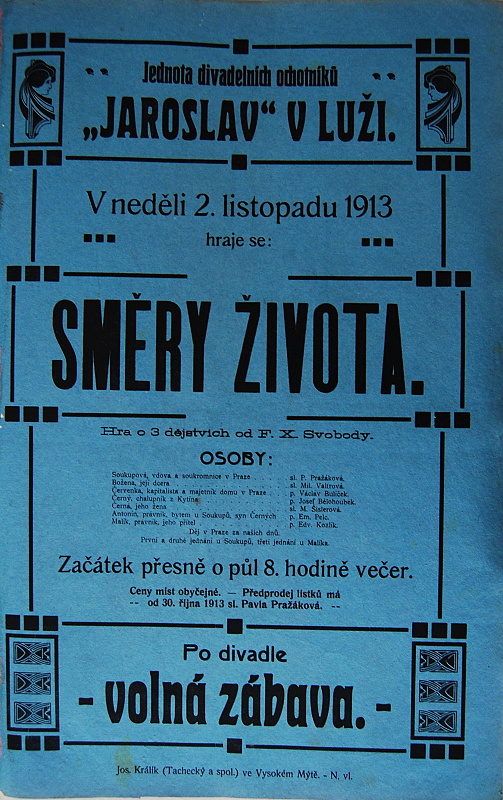 Jednota divadelních ochotníků
„JAROSLAV“ V LUŽI.
V neděli 2. listopadu 1913
hraje se:
SMĚRY ŽIVOTA.
Hra o 3 dějstvích od F. X. Svobody.
OSOBY:
Soukupová, vdova a soukromnice v Praze . . . . . sl. P. Pražáková.
Božena, její dcera . . . . . sl. Mil. Valtrová.
Červenka, kapitalista a majetník domu v Praze . . . p. Václav Bulíček.
Černý, chalupník z Kytína . . . . . p. Josef Bělohoubek.
Černá, jeho žena . . . . . sl. M. Šislerová.
Antonín, právník, bytem u Soukupů, syn Černých . p. Em. Pelc.
Malík, právník, jeho přítel . . . . . p. Edv. Kozlík.
Děj v Praze za našich dnů.
První a druhé jednání u Soukupů, třetí jednání u Malíka.
Začátek přesně o půl 8. hodině večer.
Ceny míst obyčejné. — Předprodej lístků má
-- od 30. října 1913 sl. Pavla Pražáková. --
Po divadle
- volná zábava. -
Jos. Králík (Tachecký a spol.) ve Vysokém Mýtě. - N. vl.